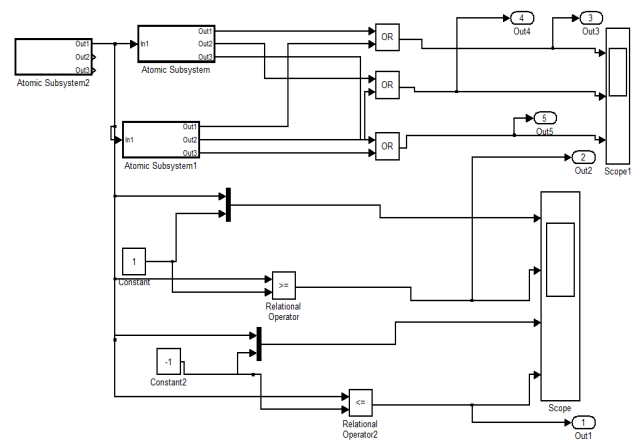 4
Out4
3
Out3
Out1
Out2
Out3
Atomic Subsystem2
In1
Out1
Out2
Out3
Atomic Subsystem
OR
OR
5
Out5
In1
Out1
Out2
Out3
Atomic Subsystem1
OR
2
Out2
Scope1
1
Constant
>=
Relational
Operator
-1
Constant2
<=
Relational
Operator2
Scope
1
Out1